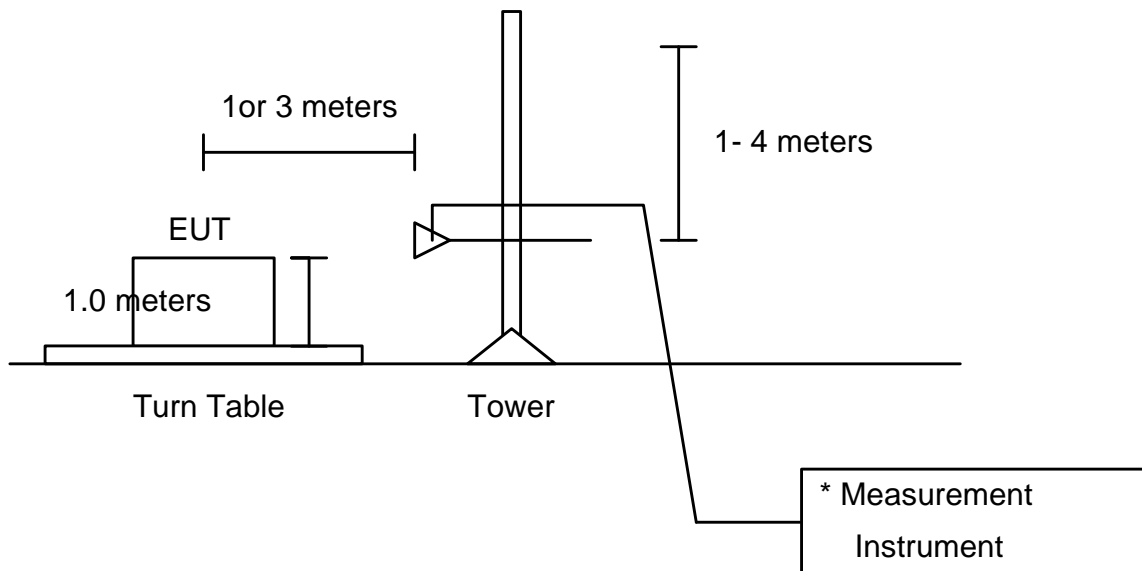 1or 3 meters
1- 4 meters
EUT
1.0 meters
Turn Table
Tower
* Measurement
Instrument